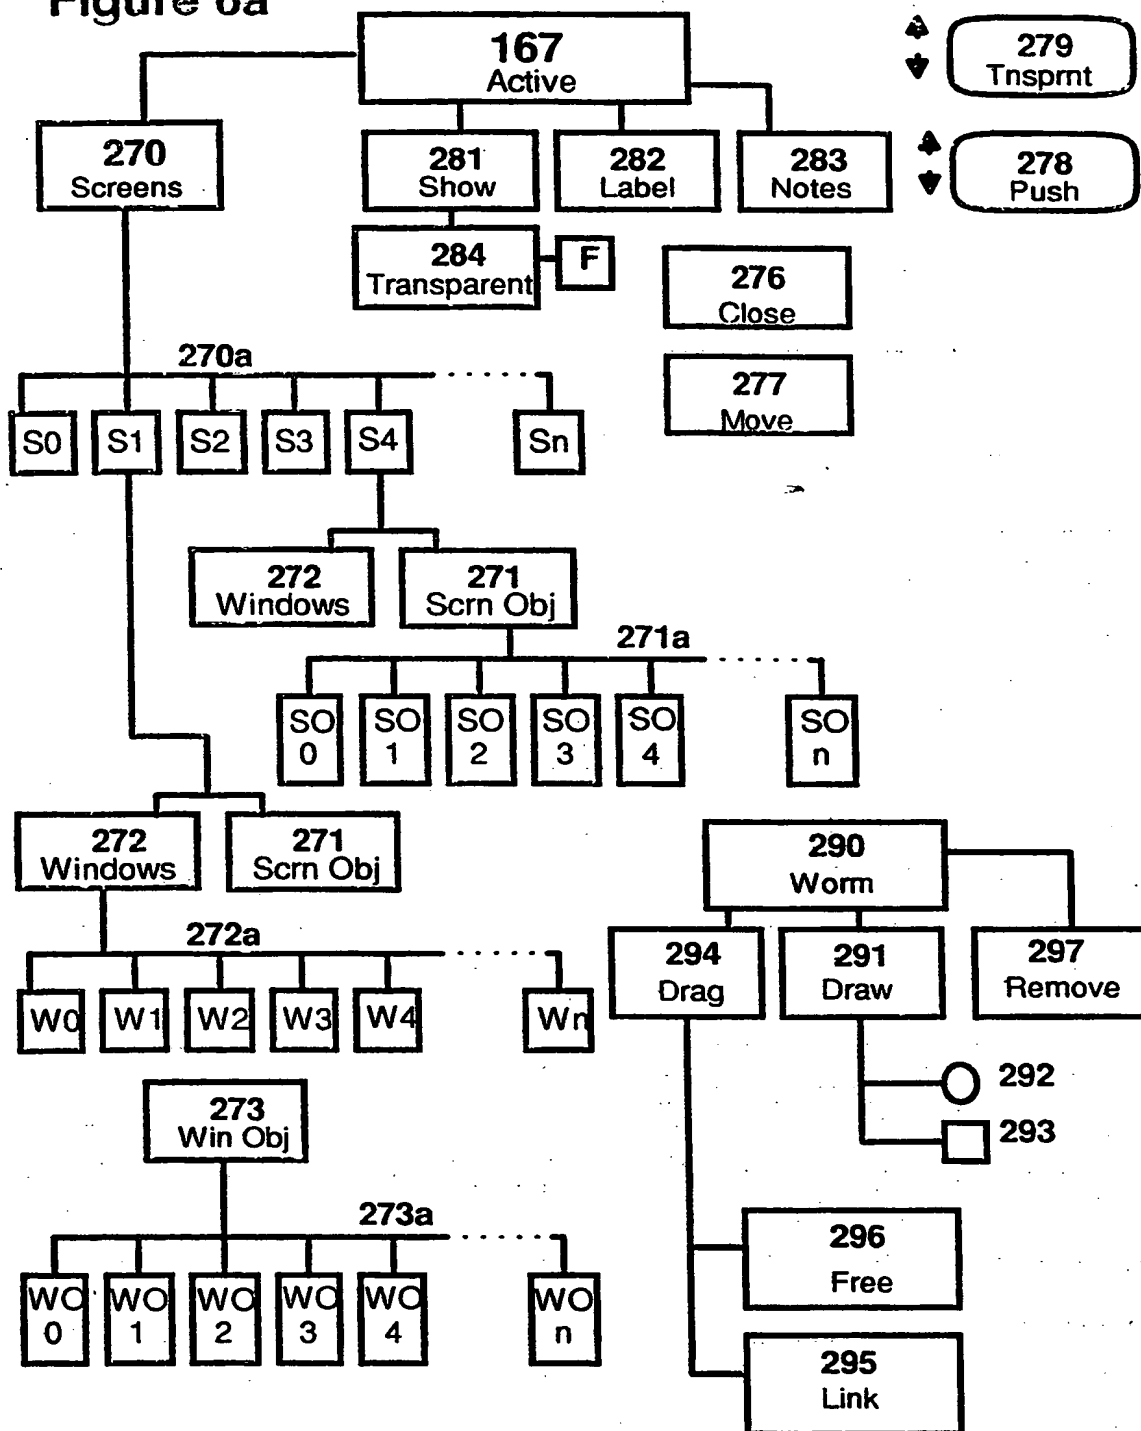 Figure 6a
167
Active
279
Tnsprnt
270
Screens
281
Show
282
Label
283
Notes
278
Push
284
Transparent
F
276
Close
277
Move
270a
S0
S1
S2
S3
S4
Sn
272
Windows
271
Scrn Obj
271a
SO
0
SO
1
SO
2
SO
3
SO
4
SO
n
272
Windows
271
Scrn Obj
290
Worm
272a
294
Drag
291
Draw
297
Remove
W0
W1
W2
W3
W4
Wn
292
293
273
Win Obj
273a
296
Free
WO
0
WO
1
WO
2
WO
3
WO
4
WO
n
295
Link